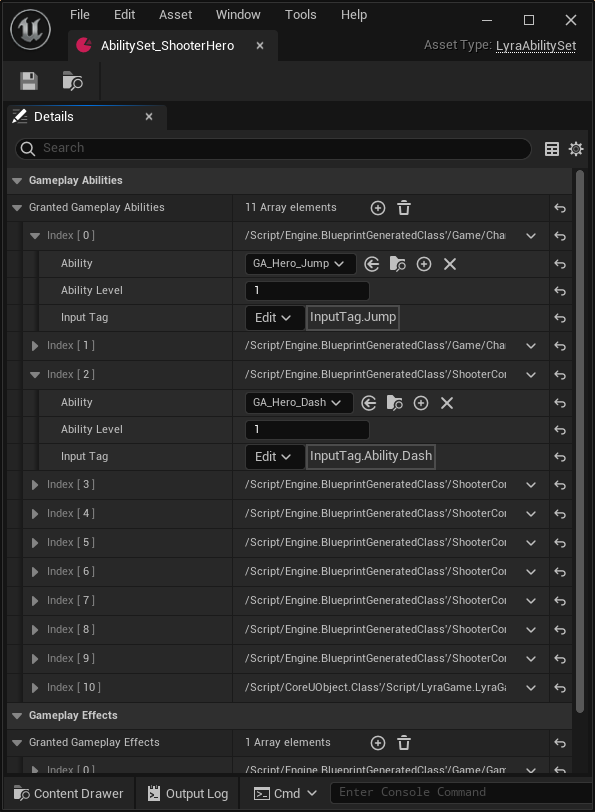 File Edit Asset Window Tools Help
AbilitySet_ShooterHero
Asset Type: LyraAbilitySet
Details
Search
Gameplay Abilities
Granted Gameplay Abilities 11 Array elements
Index [ 0 ] /Script/Engine.BlueprintGeneratedClass'/Game/Cha
Ability GA_Hero_Jump
Ability Level 1
Input Tag Edit InputTag.Jump
Index [ 1 ] /Script/Engine.BlueprintGeneratedClass'/Game/Cha
Index [ 2 ] /Script/Engine.BlueprintGeneratedClass'/ShooterCor
Ability GA_Hero_Dash
Ability Level 1
Input Tag Edit InputTag.Ability.Dash
Index [ 3 ] /Script/Engine.BlueprintGeneratedClass'/ShooterCor
Index [ 4 ] /Script/Engine.BlueprintGeneratedClass'/ShooterCor
Index [ 5 ] /Script/Engine.BlueprintGeneratedClass'/ShooterCor
Index [ 6 ] /Script/Engine.BlueprintGeneratedClass'/ShooterCor
Index [ 7 ] /Script/Engine.BlueprintGeneratedClass'/ShooterCor
Index [ 8 ] /Script/Engine.BlueprintGeneratedClass'/ShooterCor
Index [ 9 ] /Script/Engine.BlueprintGeneratedClass'/ShooterCor
Index [ 10 ] /Script/CoreUObject.Class'/Script/LyraGame.LyraGa
Gameplay Effects
Granted Gameplay Effects 1 Array elements
Index [ 0 ] /Script/Engine.BlueprintGeneratedClass'/Game/Gam
Content Drawer Output Log Cmd Enter Console Command